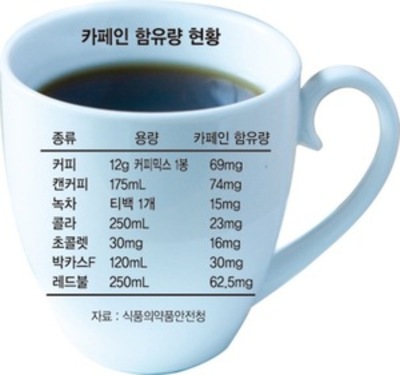 카페인 함유량 현황
종류 용량 카페인 함유량
커피 12g 커피믹스 1봉 69mg
캔커피 175mL 74mg
녹차 티백 1개 15mg
콜라 250mL 23mg
초콜렛 30mg 16mg
박카스F 120mL 30mg
레드불 250mL 62.5mg
자료 : 식품의약품안전청